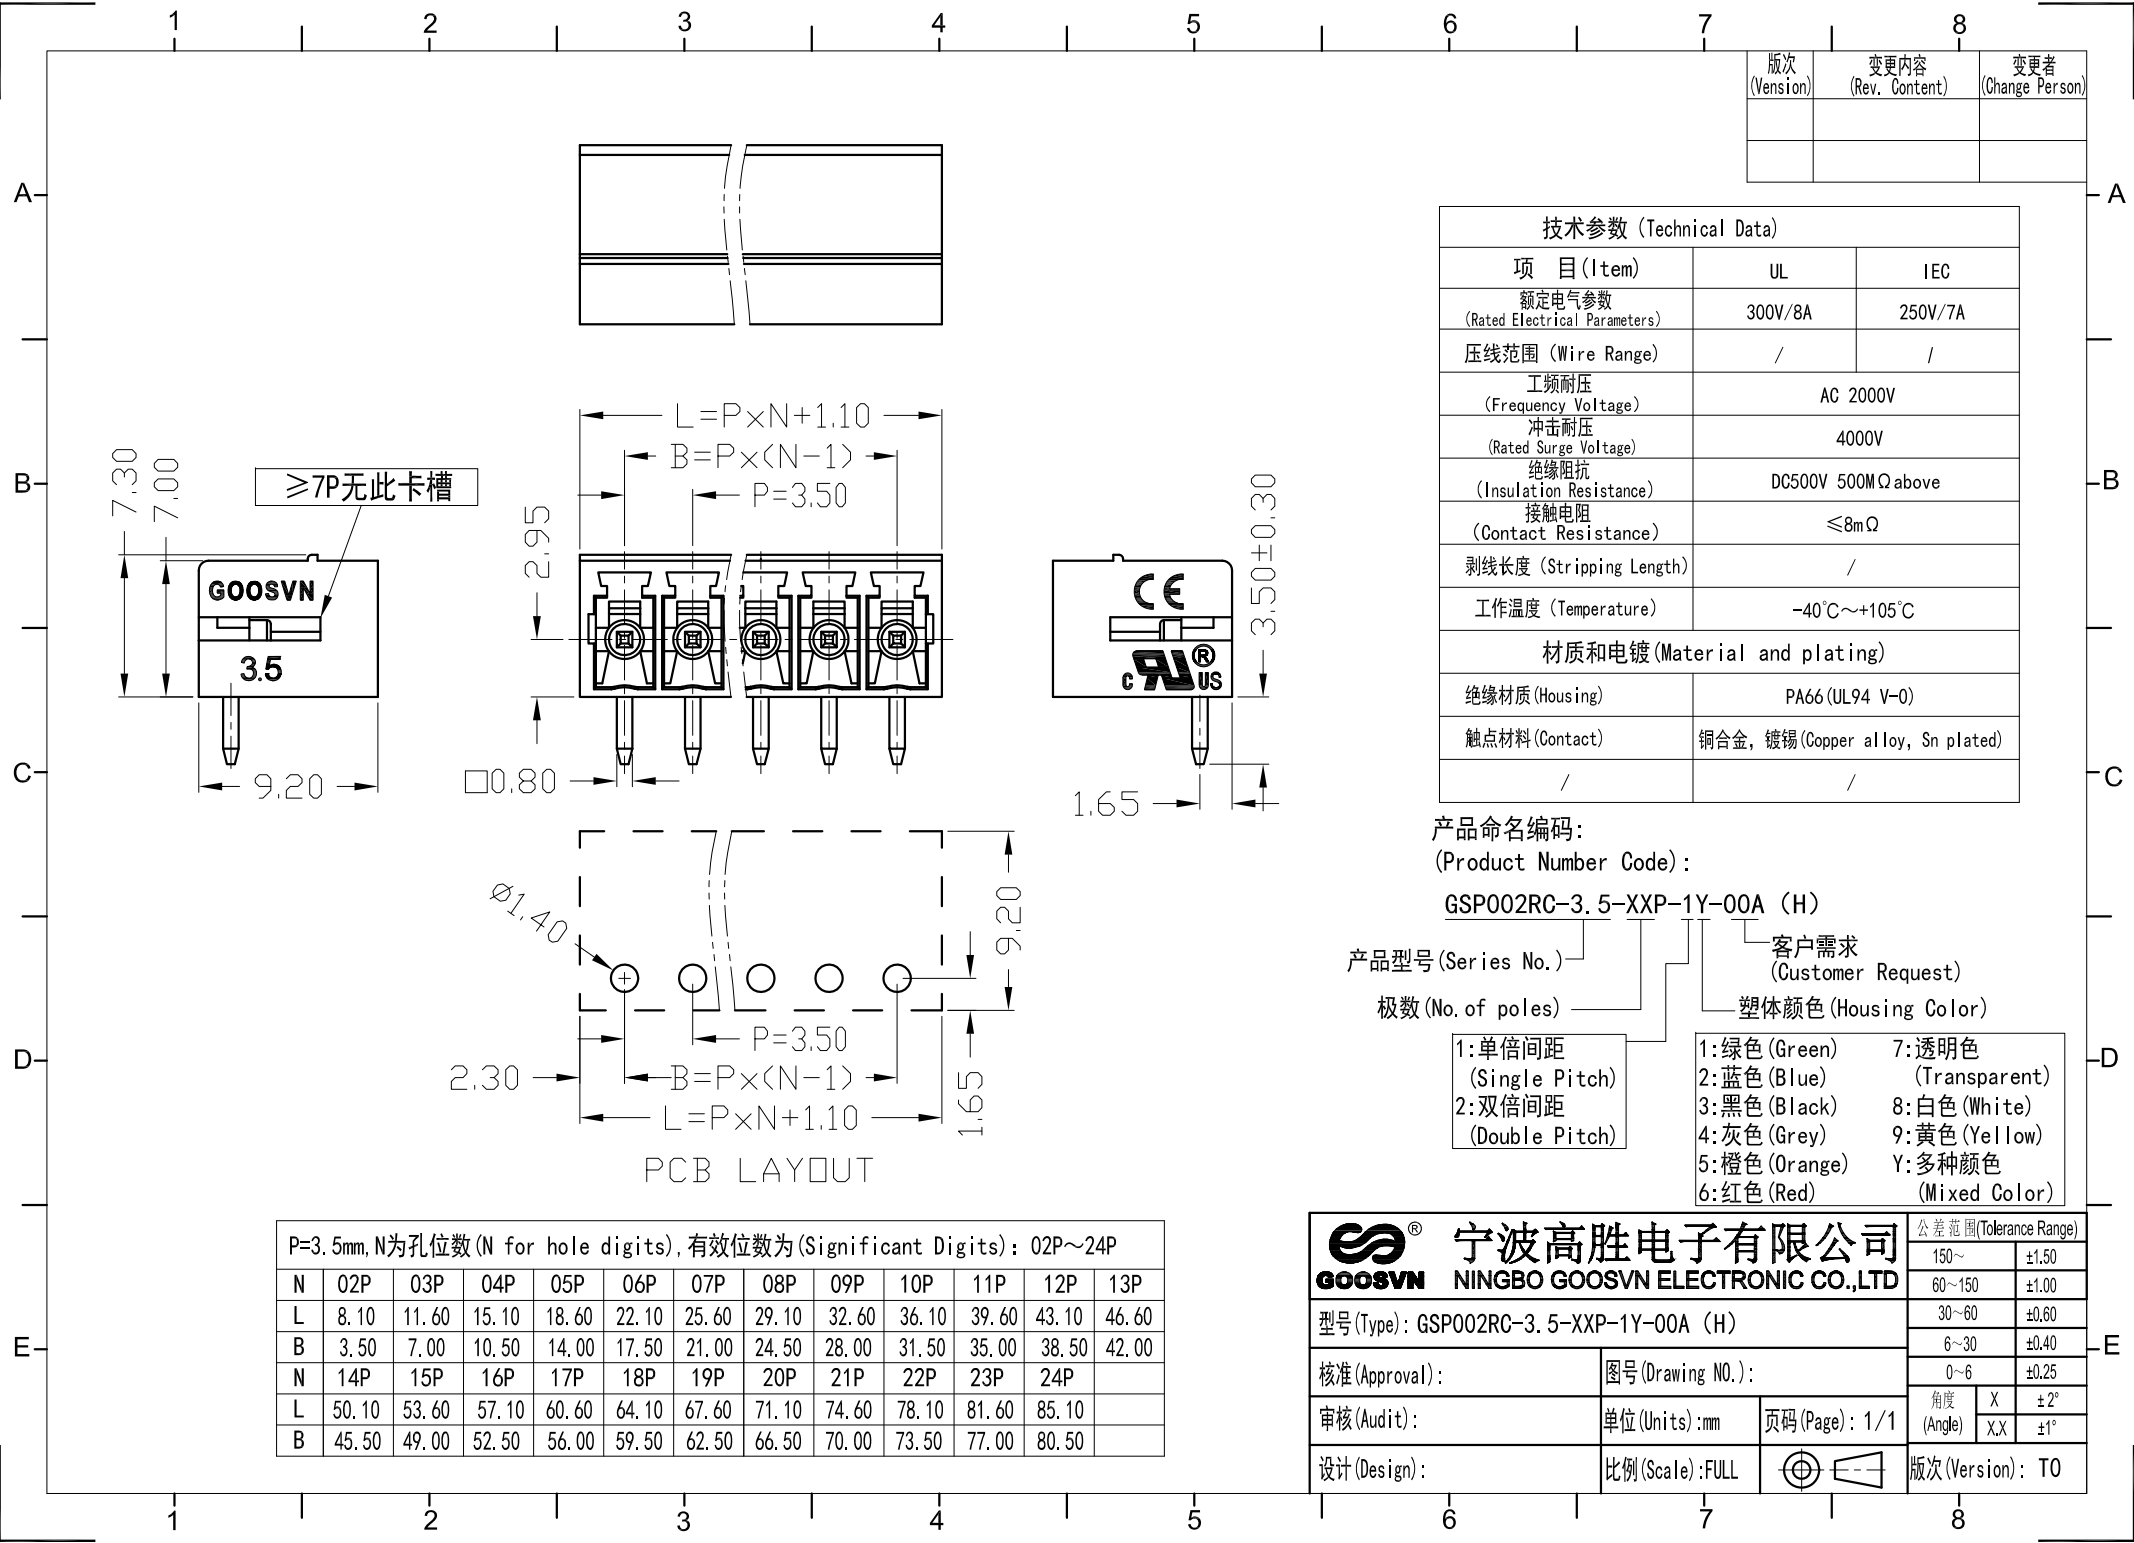 1 2 3 4 5 6 7 8
版次 变更内容 变更者
(Vension) (Rev. Content) (Change Person)
A A
技术参数 (Technical Data)
项 目(Item) UL IEC
额定电气参数
(Rated Electrical Parameters) 300V/8A 250V/7A
压线范围 (Wire Range) / /
工频耐压
(Frequency Voltage) AC 2000V
冲击耐压
(Rated Surge Voltage) 4000V
绝缘阻抗
(Insulation Resistance) DC500V 500MΩabove
接触电阻
(Contact Resistance) ≤8mΩ
剥线长度 (Stripping Length) /
工作温度 (Temperature) -40℃~+105℃
材质和电镀(Material and plating)
绝缘材质(Housing) PA66(UL94 V-0)
触点材料(Contact) 铜合金, 镀锡(Copper alloy, Sn plated)
/ /
L=P×N+1.10
B=P×(N-1)
P=3.50
B B
7.30
7.00
≥7P无此卡槽
2.95
3.50±0.30
GOOSVN
3.5
CE
c RU ® US
C C
9.20
□0.80
1.65
Ø1.40
9.20
P=3.50
2.30
B=P×(N-1)
L=P×N+1.10
1.65
PCB LAYOUT
产品命名编码:
(Product Number Code):
GSP002RC-3.5-XXP-1Y-00A (H)
客户需求
(Customer Request)
产品型号(Series No.)
极数(No. of poles)
塑体颜色(Housing Color)
D D
1:单倍间距
(Single Pitch)
2:双倍间距
(Double Pitch)
1:绿色(Green) 7:透明色
2:蓝色(Blue) (Transparent)
3:黑色(Black) 8:白色(White)
4:灰色(Grey) 9:黄色(Yellow)
5:橙色(Orange) Y:多种颜色
6:红色(Red) (Mixed Color)
P=3.5mm, N为孔位数(N for hole digits), 有效位数为(Significant Digits): 02P~24P
N 02P 03P 04P 05P 06P 07P 08P 09P 10P 11P 12P 13P
L 8.10 11.60 15.10 18.60 22.10 25.60 29.10 32.60 36.10 39.60 43.10 46.60
B 3.50 7.00 10.50 14.00 17.50 21.00 24.50 28.00 31.50 35.00 38.50 42.00
N 14P 15P 16P 17P 18P 19P 20P 21P 22P 23P 24P
L 50.10 53.60 57.10 60.60 64.10 67.60 71.10 74.60 78.10 81.60 85.10
B 45.50 49.00 52.50 56.00 59.50 62.50 66.50 70.00 73.50 77.00 80.50
GOOSVN ®
宁波高胜电子有限公司
NINGBO GOOSVN ELECTRONIC CO.,LTD
公差范围(Tolerance Range)
150~ ±1.50
60~150 ±1.00
30~60 ±0.60
6~30 ±0.40
0~6 ±0.25
角度 X ±2°
(Angle) X.X ±1°
型号(Type): GSP002RC-3.5-XXP-1Y-00A (H)
核准(Approval): 图号(Drawing NO.):
审核(Audit): 单位(Units):mm 页码(Page): 1/1
设计(Design): 比例(Scale):FULL 版次(Version): T0
E E
1 2 3 4 5 6 7 8